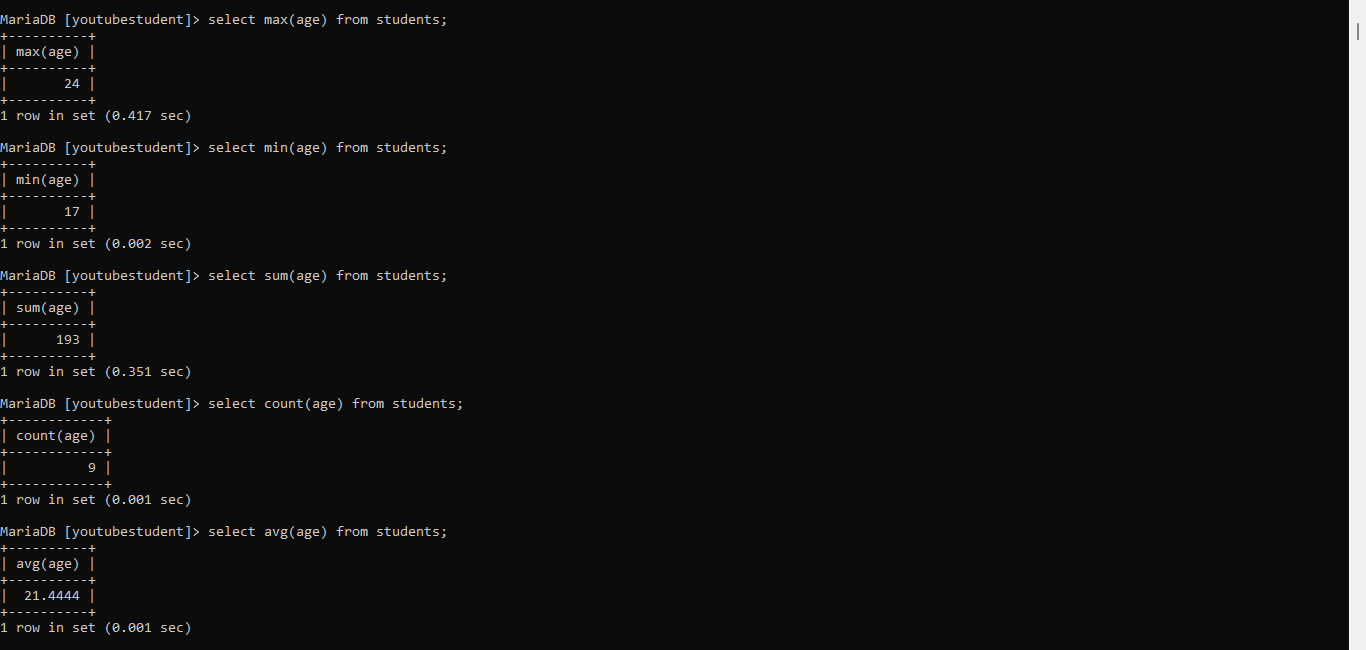 MariaDB [youtubestudent]> select max(age) from students;
+----------+
| max(age) |
+----------+
|       24 |
+----------+
1 row in set (0.417 sec)

MariaDB [youtubestudent]> select min(age) from students;
+----------+
| min(age) |
+----------+
|       17 |
+----------+
1 row in set (0.002 sec)

MariaDB [youtubestudent]> select sum(age) from students;
+----------+
| sum(age) |
+----------+
|      193 |
+----------+
1 row in set (0.351 sec)

MariaDB [youtubestudent]> select count(age) from students;
+------------+
| count(age) |
+------------+
|          9 |
+------------+
1 row in set (0.001 sec)

MariaDB [youtubestudent]> select avg(age) from students;
+----------+
| avg(age) |
+----------+
|  21.4444 |
+----------+
1 row in set (0.001 sec)